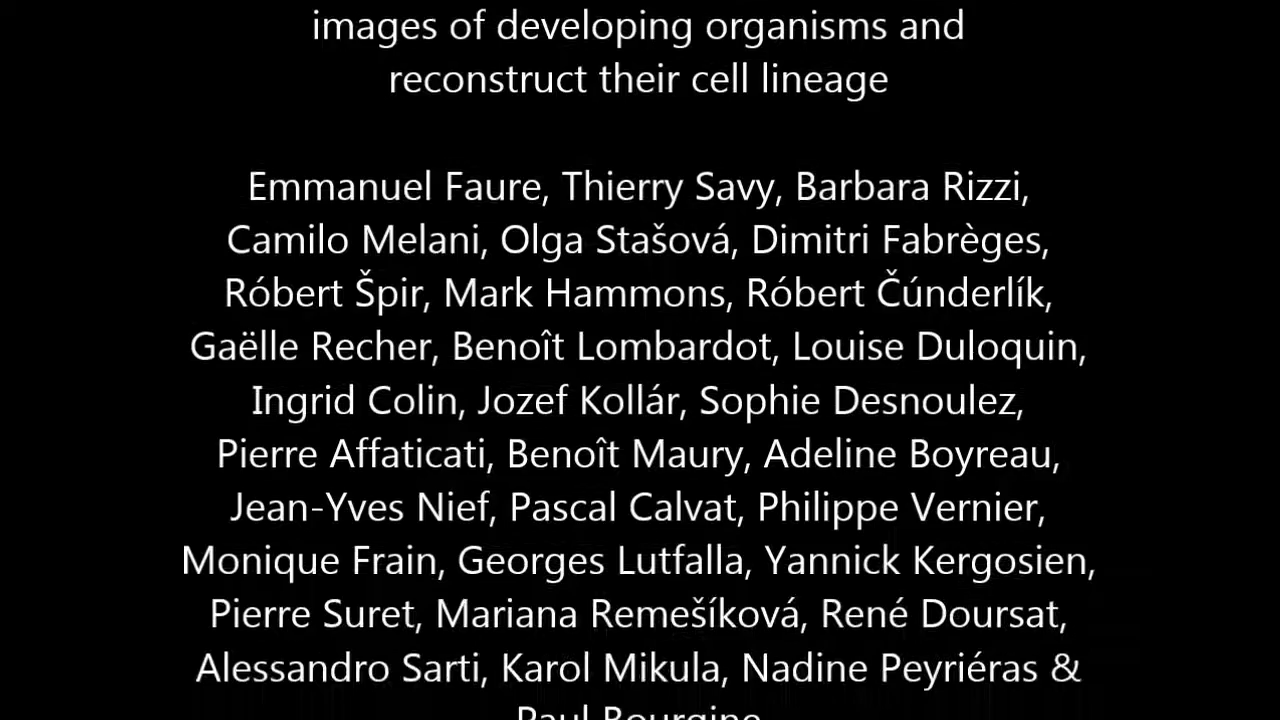 images of developing organisms and
reconstruct their cell lineage
Emmanuel Faure, Thierry Savy, Barbara Rizzi,
Camilo Melani, Olga Stašová, Dimitri Fabrèges,
Róbert Špir, Mark Hammons, Róbert Čúnderlík,
Gaëlle Recher, Benoît Lombardot, Louise Duloquin,
Ingrid Colin, Jozef Kollár, Sophie Desnoulez,
Pierre Affaticati, Benoît Maury, Adeline Boyreau,
Jean-Yves Nief, Pascal Calvat, Philippe Vernier,
Monique Frain, Georges Lutfalla, Yannick Kergosien,
Pierre Suret, Mariana Remešíková, René Doursat,
Alessandro Sarti, Karol Mikula, Nadine Peyriéras &
Paul Bourgine